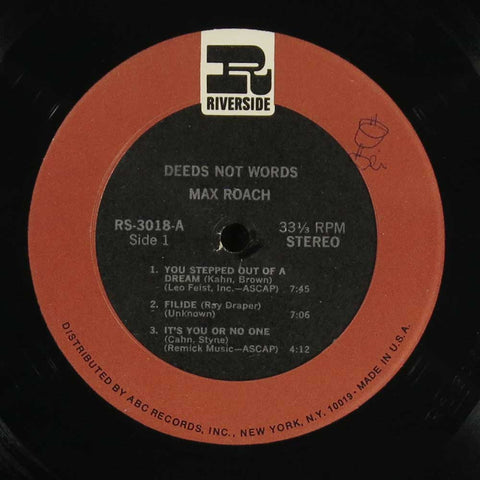 R
RIVERSIDE
DEEDS NOT WORDS
MAX ROACH
RS-3018-A
Side 1
33⅓ RPM
STEREO
1. YOU STEPPED OUT OF A
DREAM (Kahn, Brown)
(Leo Feist, Inc.—ASCAP) 7:45
2. FILIDE (Ray Draper)
(Unknown) 7:06
3. IT'S YOU OR NO ONE
(Cahn, Styne)
(Remick Music—ASCAP) 4:12
DISTRIBUTED BY ABC RECORDS, INC., NEW YORK, N.Y. 10019 - MADE IN U.S.A.